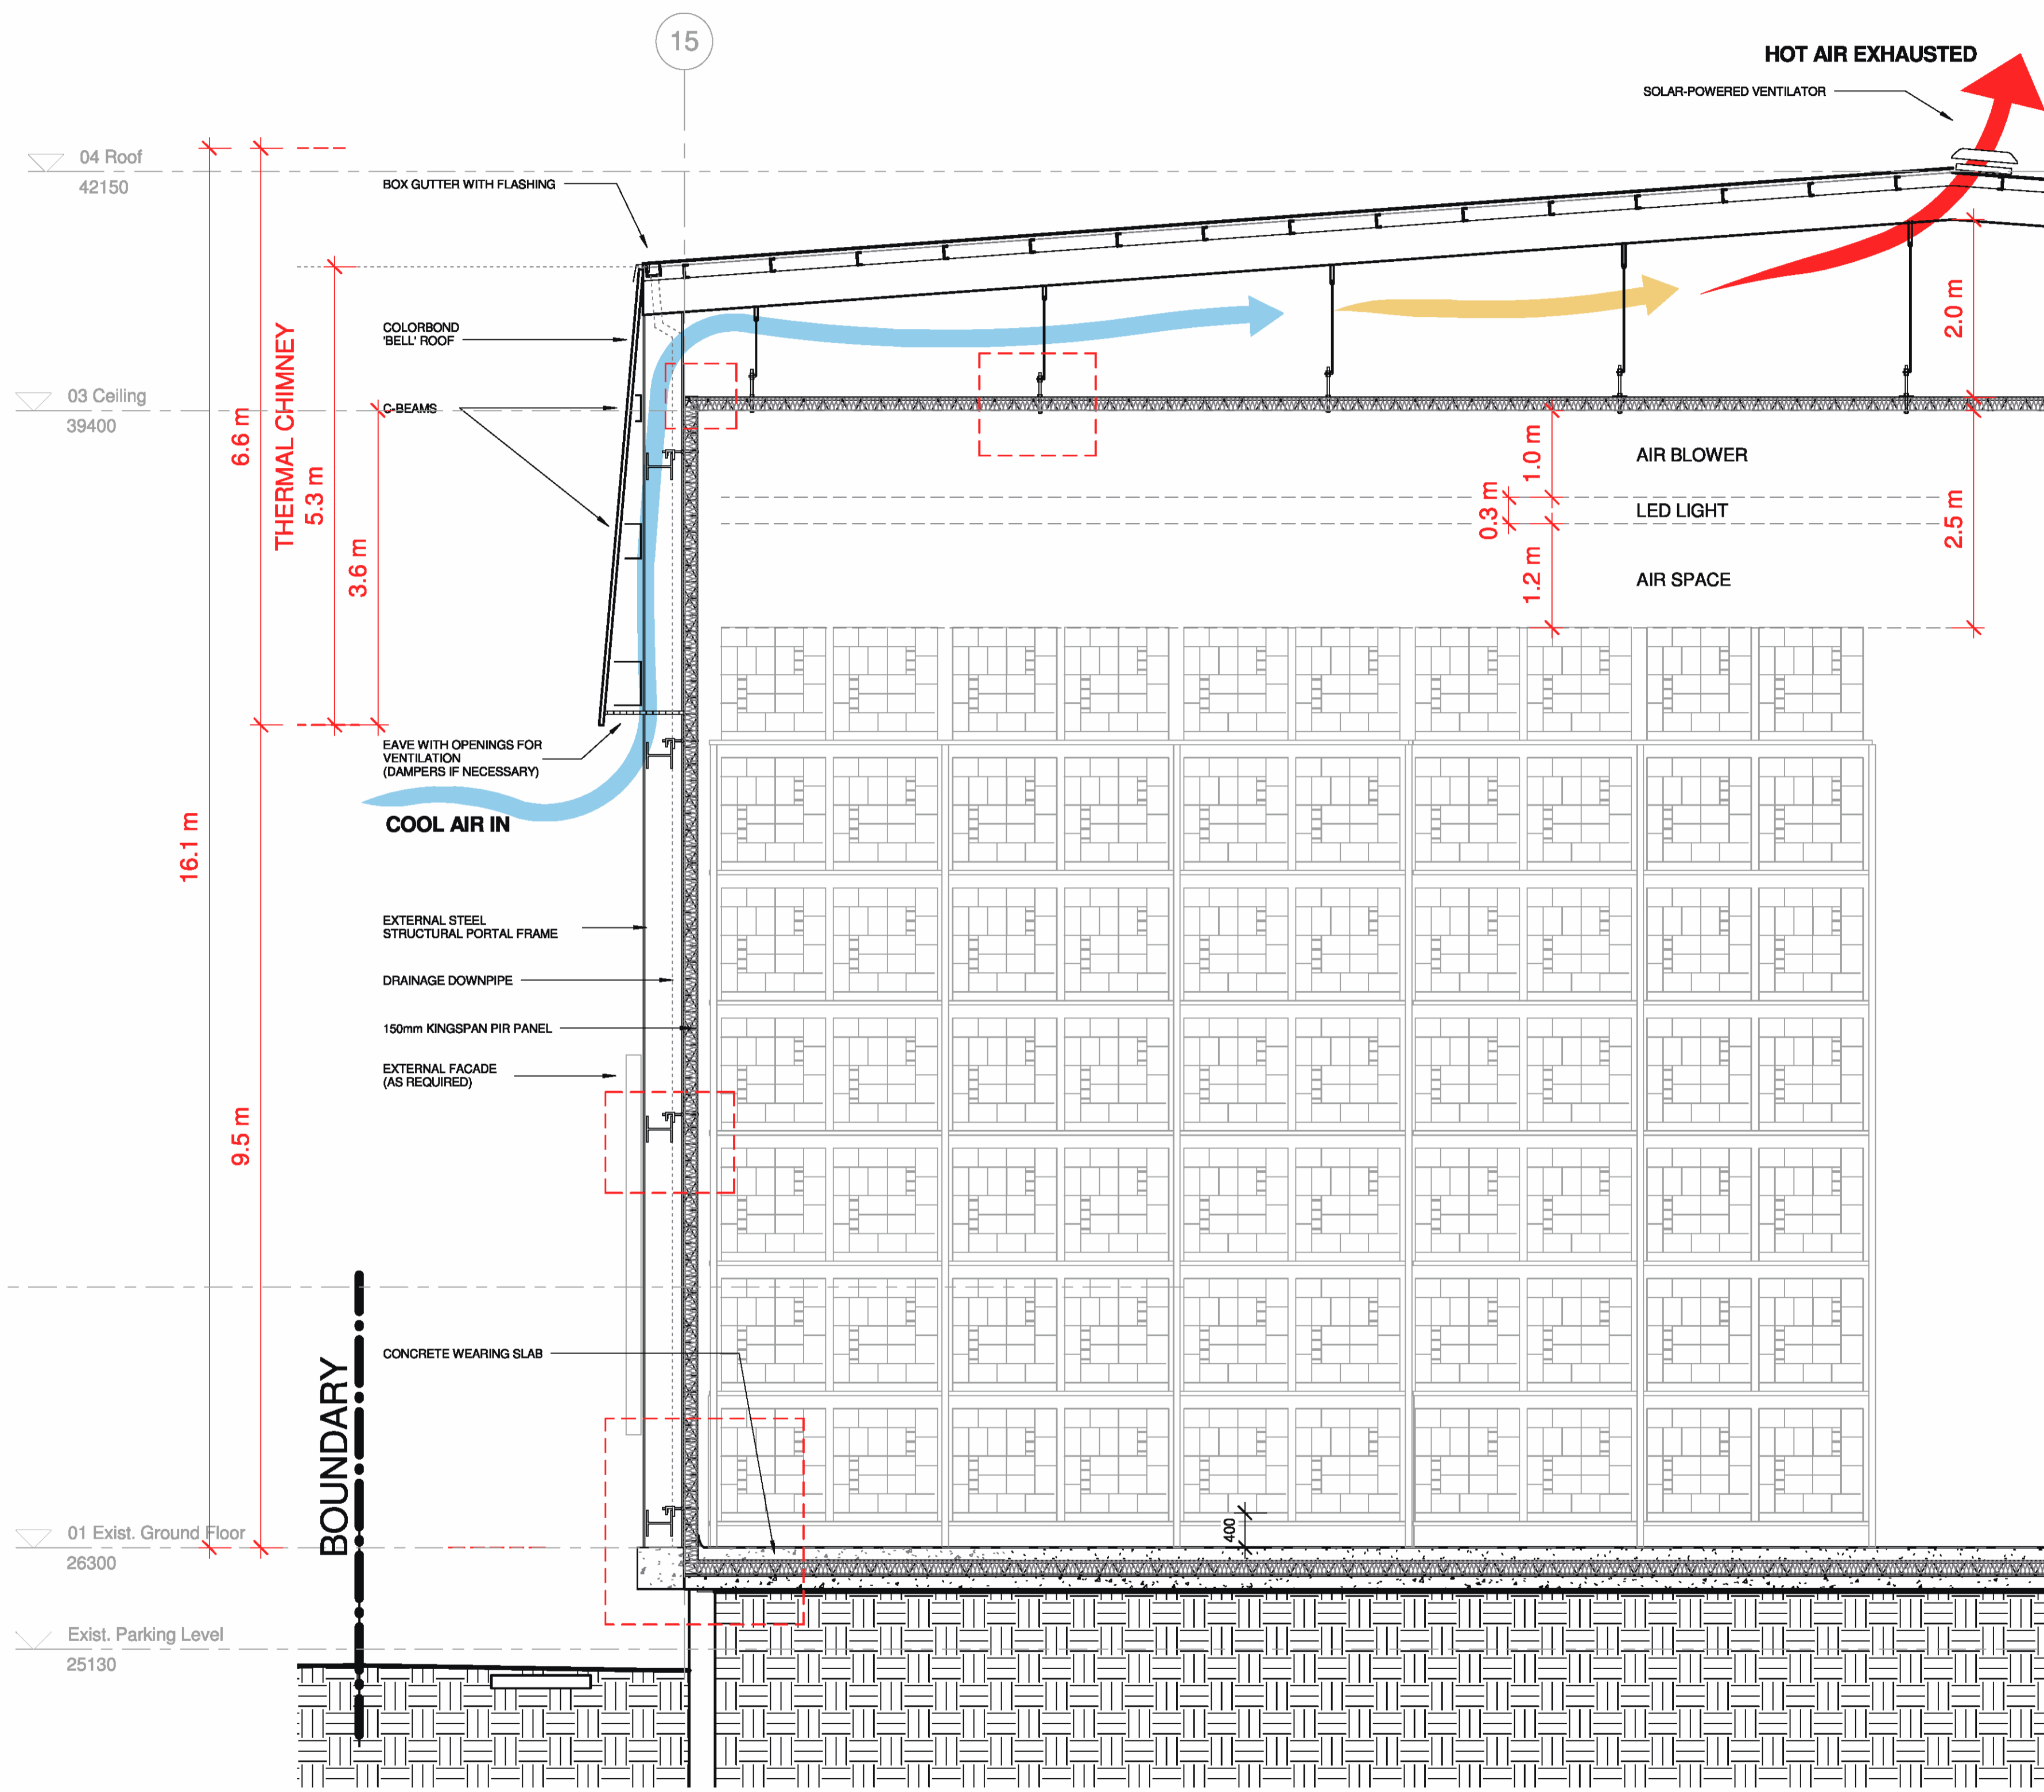 15
HOT AIR EXHAUSTED
SOLAR-POWERED VENTILATOR
04 Roof
42150
BOX GUTTER WITH FLASHING
COLORBOND
'BELL' ROOF
03 Ceiling
39400
C-BEAMS
6.6 m
THERMAL CHIMNEY
5.3 m
3.6 m
2.0 m
1.0 m
AIR BLOWER
0.3 m
LED LIGHT
2.5 m
1.2 m
AIR SPACE
EAVE WITH OPENINGS FOR
VENTILATION
(DAMPERS IF NECESSARY)
COOL AIR IN
16.1 m
EXTERNAL STEEL
STRUCTURAL PORTAL FRAME
DRAINAGE DOWNPIPE
150mm KINGSPAN PIR PANEL
EXTERNAL FACADE
(AS REQUIRED)
9.5 m
CONCRETE WEARING SLAB
BOUNDARY
400
01 Exist. Ground Floor
26300
Exist. Parking Level
25130